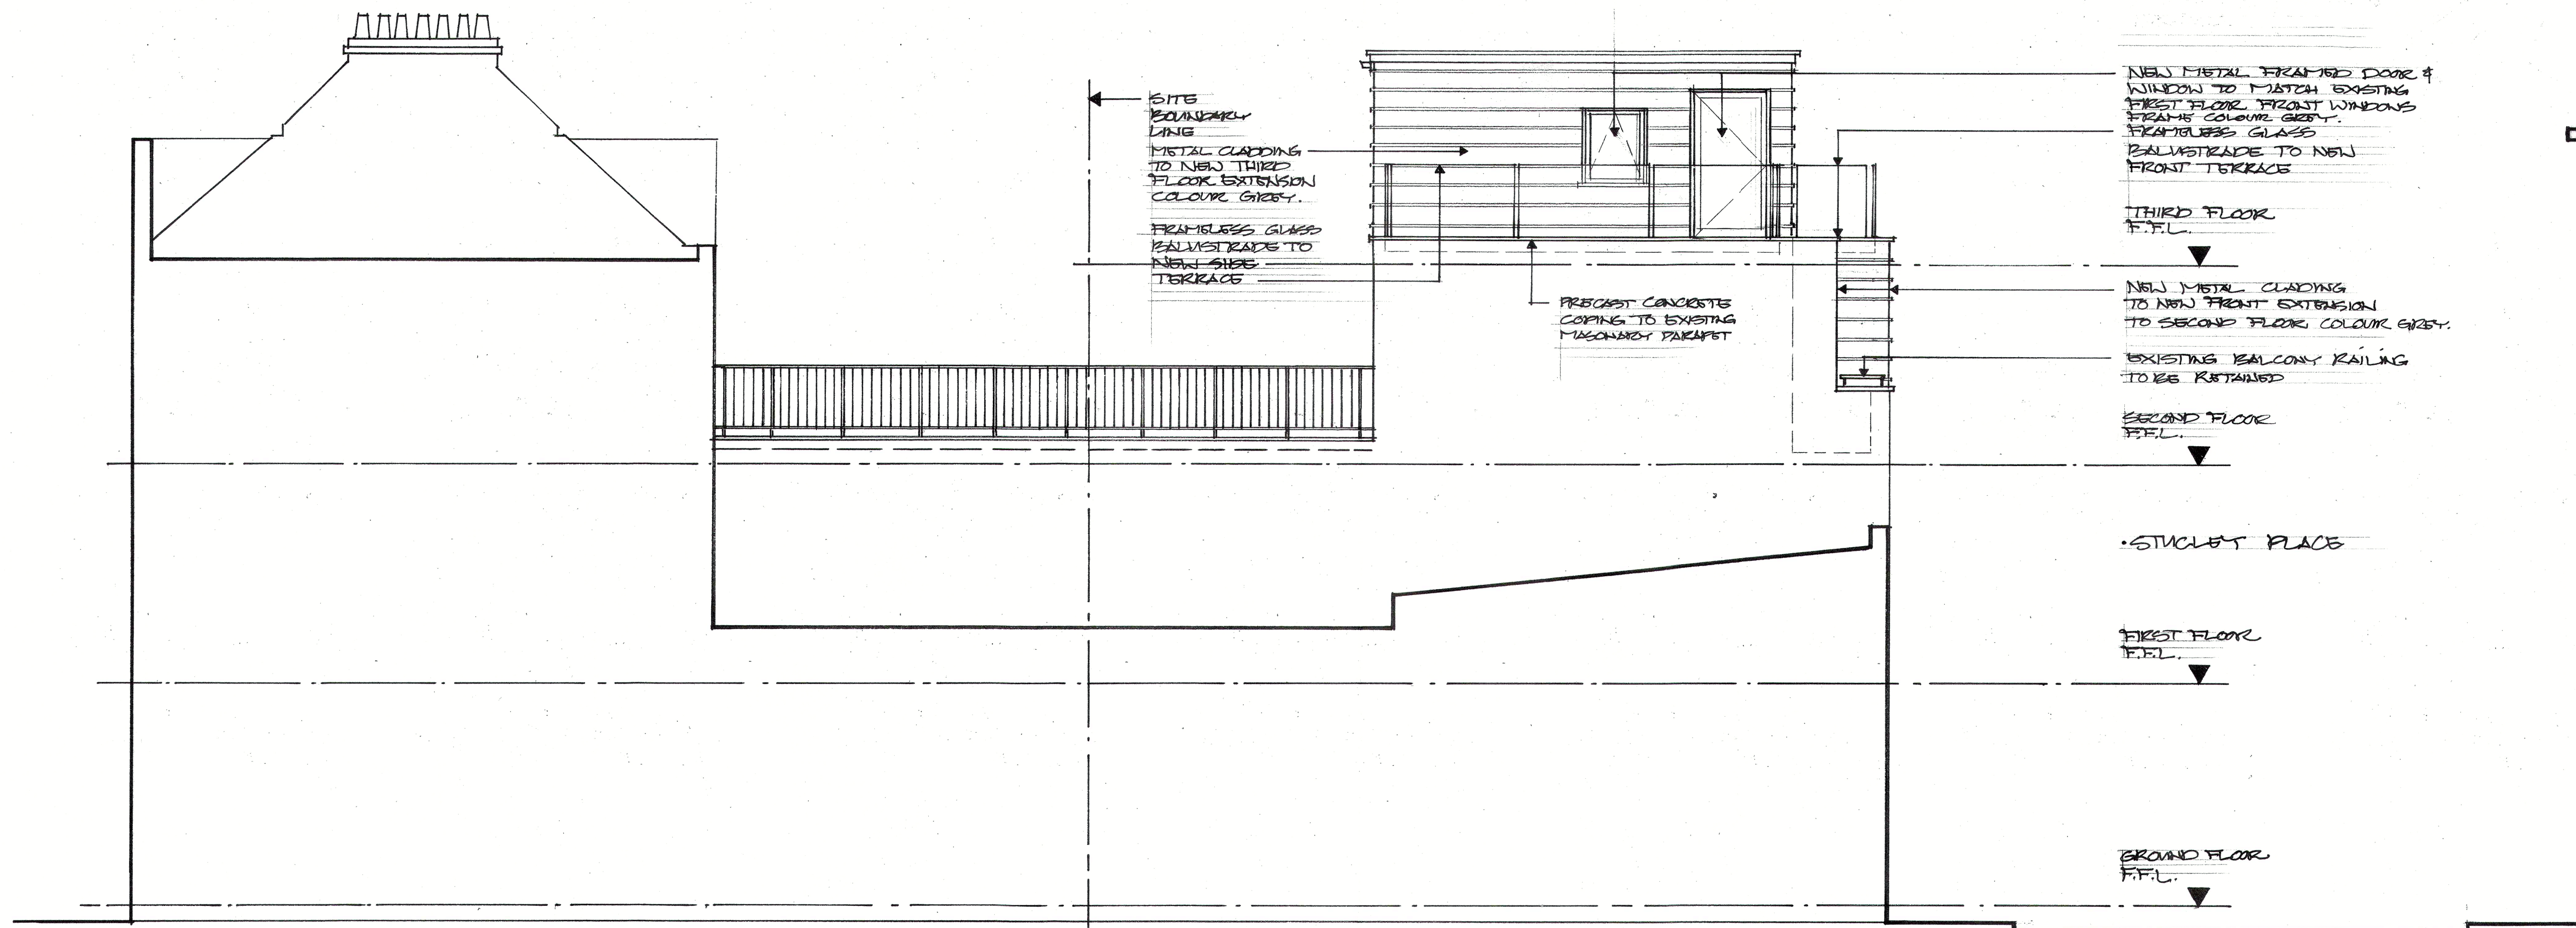 SITE
BOUNDARY
LINE
METAL CLADDING
TO NEW THIRD
FLOOR EXTENSION
COLOUR GREY.
FRAMELESS GLASS
BALUSTRADE TO
NEW SIDE
TERRACE
PRECAST CONCRETE
COPING TO EXISTING
MASONARY PARAPET
NEW METAL FRAMED DOOR &
WINDOW TO MATCH EXISTING
FIRST FLOOR FRONT WINDOWS
FRAME COLOUR GREY.
FRAMELESS GLASS
BALUSTRADE TO NEW
FRONT TERRACE
THIRD FLOOR
F.F.L.
NEW METAL CLADING
TO NEW FRONT EXTENSION
TO SECOND FLOOR COLOUR GREY.
EXISTING BALCONY RAILING
TO BE RETAINED
SECOND FLOOR
F.F.L.
·STUCLEY PLACE
FIRST FLOOR
F.F.L.
GROUND FLOOR
F.F.L.